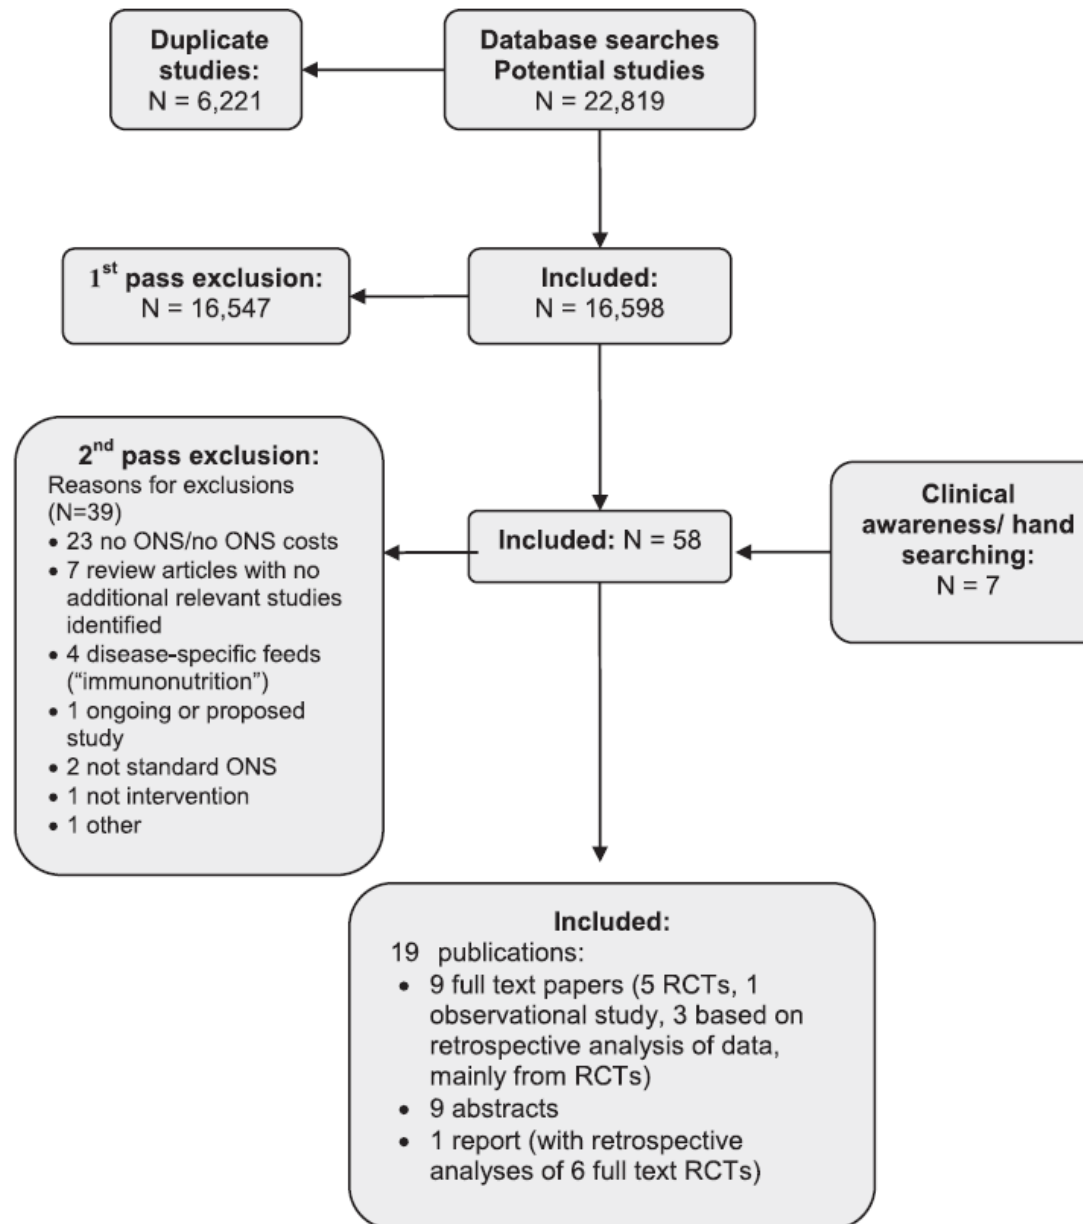 Duplicate
studies:
N = 6,221
Database searches
Potential studies
N = 22,819
1st pass exclusion:
N = 16,547
Included:
N = 16,598
2nd pass exclusion:
Reasons for exclusions
(N=39)
• 23 no ONS/no ONS costs
• 7 review articles with no
additional relevant studies
identified
• 4 disease-specific feeds
(“immunonutrition”)
• 1 ongoing or proposed
study
• 2 not standard ONS
• 1 not intervention
• 1 other
Included: N = 58
Clinical
awareness/ hand
searching:
N = 7
Included:
19 publications:
• 9 full text papers (5 RCTs, 1
observational study, 3 based on
retrospective analysis of data,
mainly from RCTs)
• 9 abstracts
• 1 report (with retrospective
analyses of 6 full text RCTs)